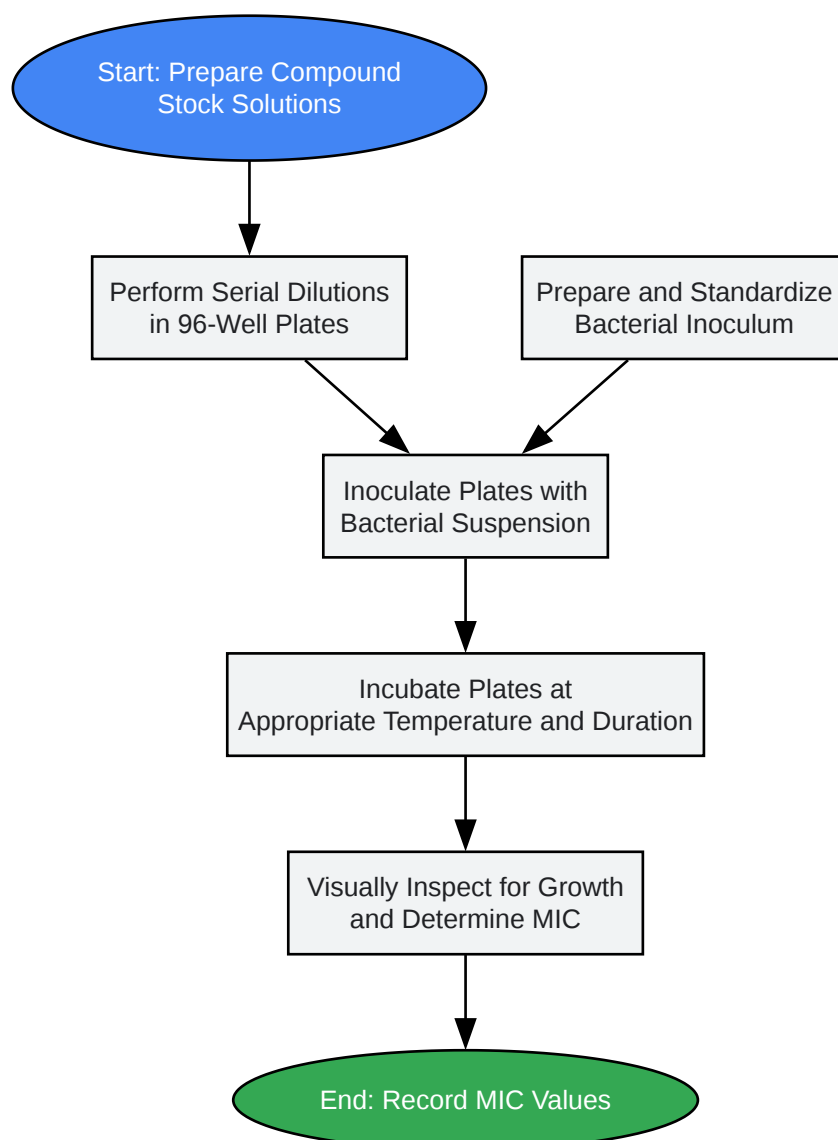 Start: Prepare Compound
Stock Solutions
Perform Serial Dilutions
in 96-Well Plates
Prepare and Standardize
Bacterial Inoculum
Inoculate Plates with
Bacterial Suspension
Incubate Plates at
Appropriate Temperature and Duration
Visually Inspect for Growth
and Determine MIC
End: Record MIC Values